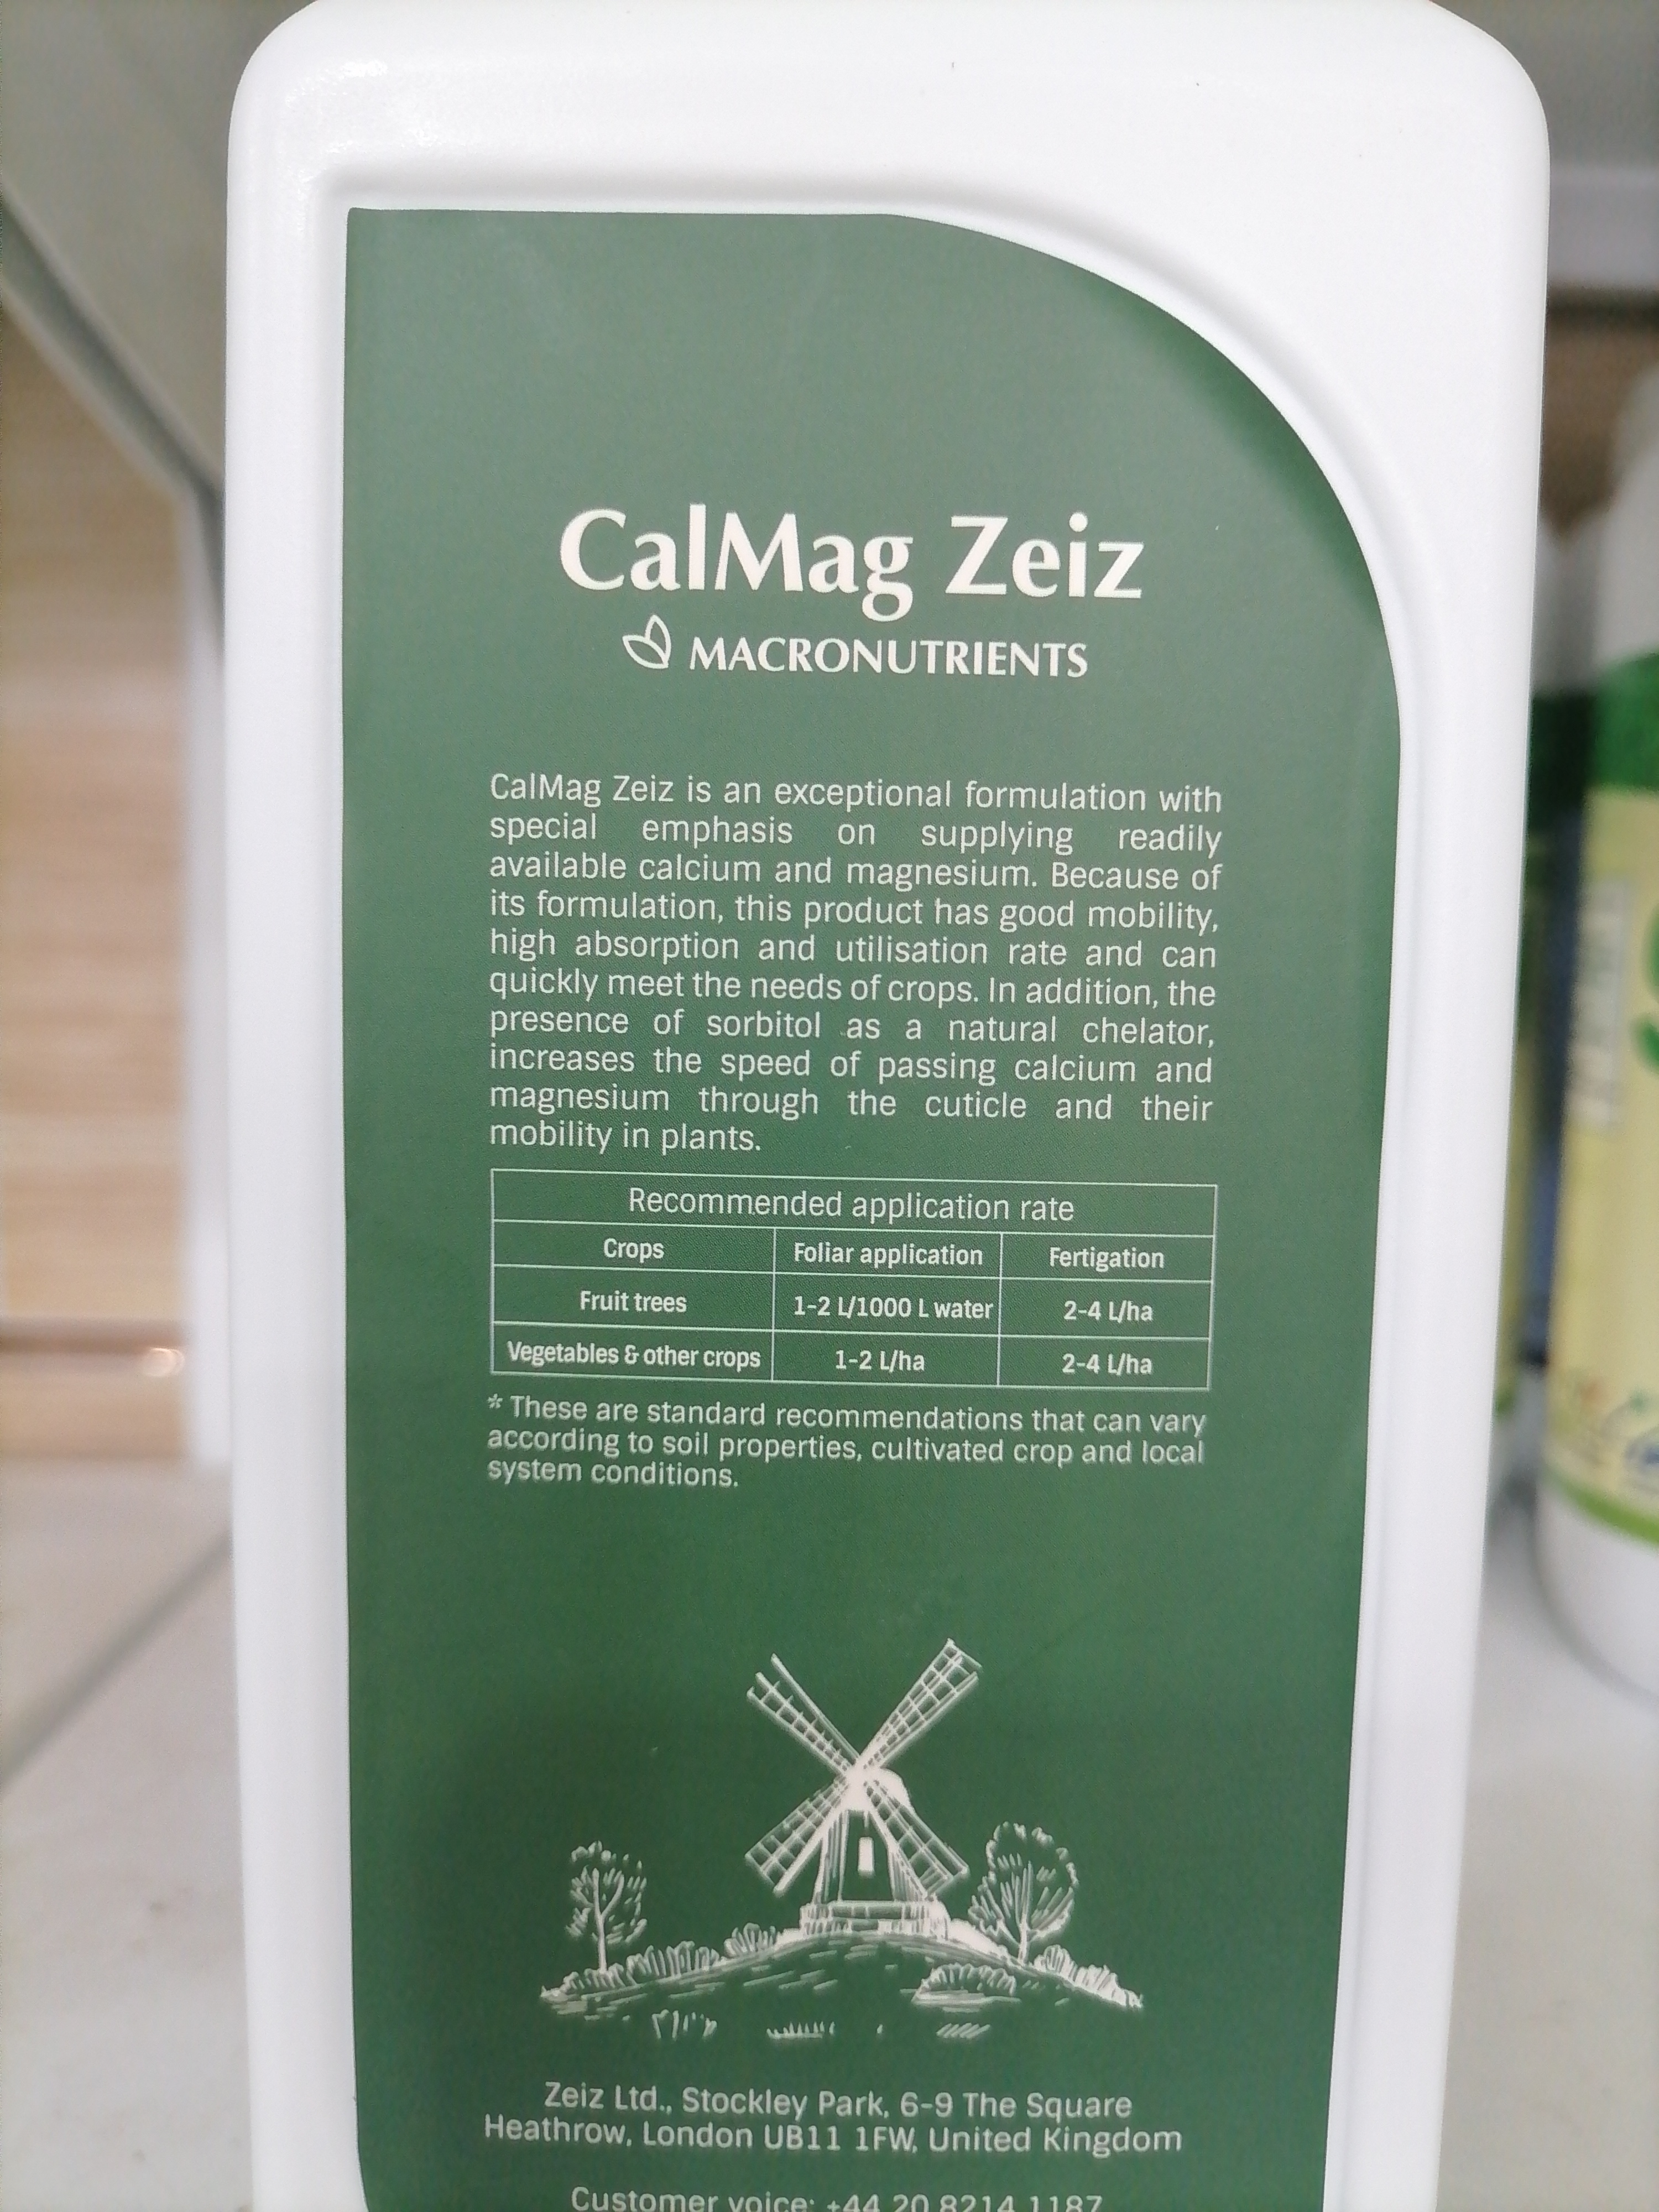 CalMag Zeiz
MACRONUTRIENTS
CalMag Zeiz is an exceptional formulation with
special emphasis on supplying readily
available calcium and magnesium. Because of
its formulation, this product has good mobility,
high absorption and utilisation rate and can
quickly meet the needs of crops. In addition, the
presence of sorbitol as a natural chelator,
increases the speed of passing calcium and
magnesium through the cuticle and their
mobility in plants.
Recommended application rate
Crops Foliar application Fertigation
Fruit trees 1-2 L/1000 L water 2-4 L/ha
Vegetables & other crops 1-2 L/ha 2-4 L/ha
* These are standard recommendations that can vary
according to soil properties, cultivated crop and local
system conditions.
Zeiz Ltd., Stockley Park, 6-9 The Square
Heathrow, London UB11 1FW, United Kingdom
Customer voice: +44 20 8214 1187